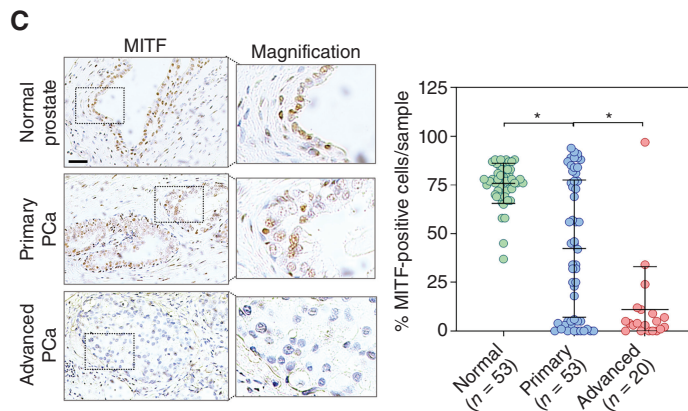 C
MITF
Magnification
Normal
prostate
Primary
PCa
Advanced
PCa
% MITF-positive cells/sample
125
100
75
50
25
0
*
*
Normal
(n = 53)
Primary
(n = 53)
Advanced
(n = 20)